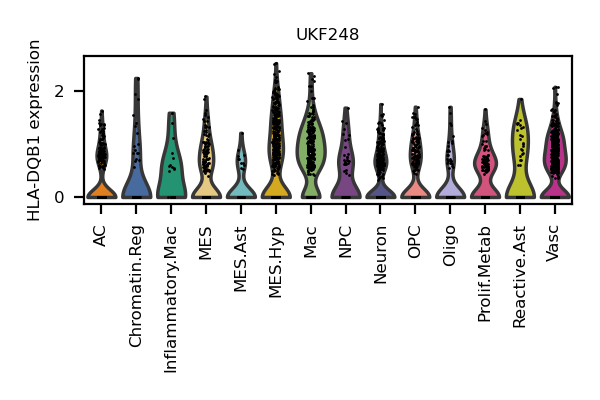 UKF248
HLA-DQB1 expression
2
0
AC
Chromatin.Reg
Inflammatory.Mac
MES
MES.Ast
MES.Hyp
Mac
NPC
Neuron
OPC
Oligo
Prolif.Metab
Reactive.Ast
Vasc